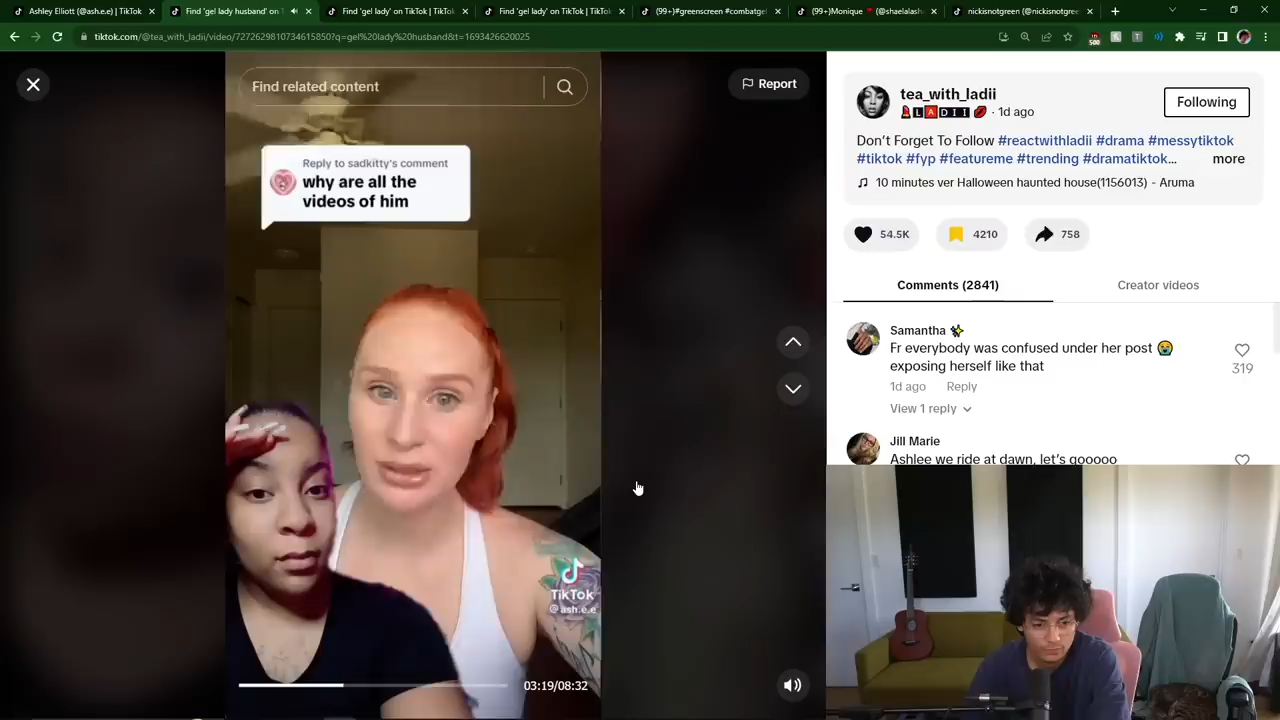 Ashley Elliott (@ash.e.e) | TikTok
Find 'gel lady husband' on T
Find 'gel lady' on TikTok | TikTok
Find 'gel lady' on TikTok | TikTok
(99+)#greenscreen #combatgel
(99+)Monique
(@shaelalash
nickisnotgreen (@nickisnotgreen
tiktok.com/@tea_with_ladii/video/7272629810734615850?q=gel%20lady%20husband&t=1693426620025
500
Find related content
Report
Reply to sadkitty's comment
why are all the
videos of him
TikTok
@ash.e.e
03:19/08:32
tea_with_ladii
LADII · 1d ago
Following
Don't Forget To Follow #reactwithladii #drama #messytiktok
#tiktok #fyp #featureme #trending #dramatiktok...
more
10 minutes ver Halloween haunted house(1156013) - Aruma
54.5K
4210
758
Comments (2841)
Creator videos
Samantha
Fr everybody was confused under her post 😭
exposing herself like that
319
1d ago
Reply
View 1 reply
Jill Marie
Ashlee we ride at dawn, let's gooooo